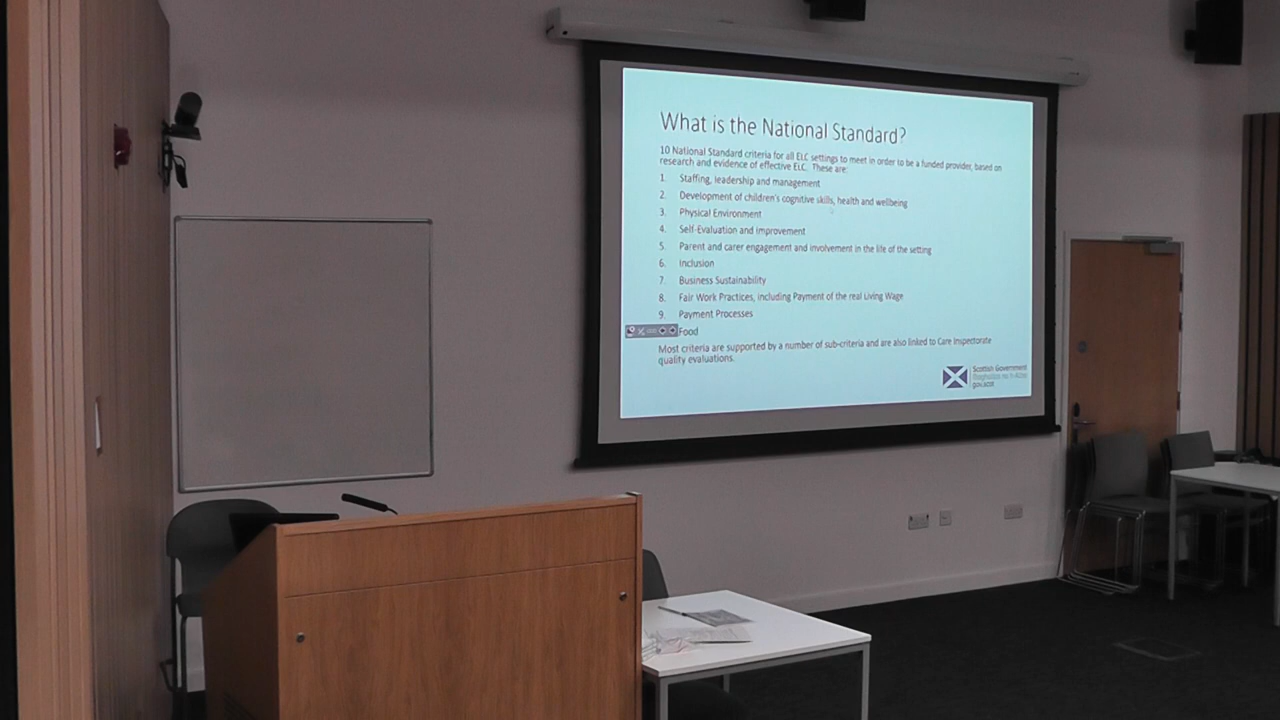 What is the National Standard?
10 National Standard criteria for all ELC settings to meet in order to be a funded provider, based on
research and evidence of effective ELC. These are:
1. Staffing, leadership and management
2. Development of children's cognitive skills, health and wellbeing
3. Physical Environment
4. Self-Evaluation and Improvement
5. Parent and carer engagement and involvement in the life of the setting
6. Inclusion
7. Business Sustainability
8. Fair Work Practices, including Payment of the real Living Wage
9. Payment Processes
Food
Most criteria are supported by a number of sub-criteria and are also linked to Care Inspectorate
quality evaluations.
Scottish Government
Riaghaltas na h-Alba
gov.scot